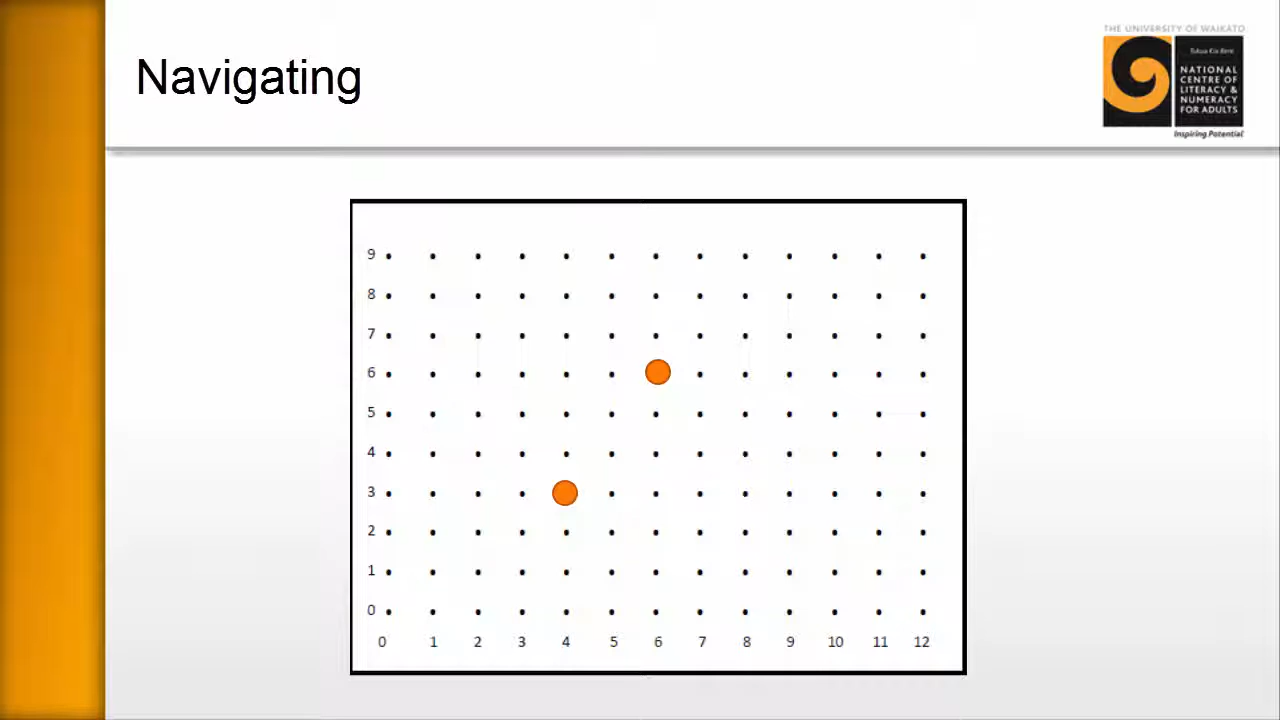 Navigating
THE UNIVERSITY OF WAIKATO
NATIONAL
CENTRE OF
LITERACY &
NUMERACY
FOR ADULTS
Inspiring Potential
9
8
7
6
5
4
3
2
1
0
0 1 2 3 4 5 6 7 8 9 10 11 12